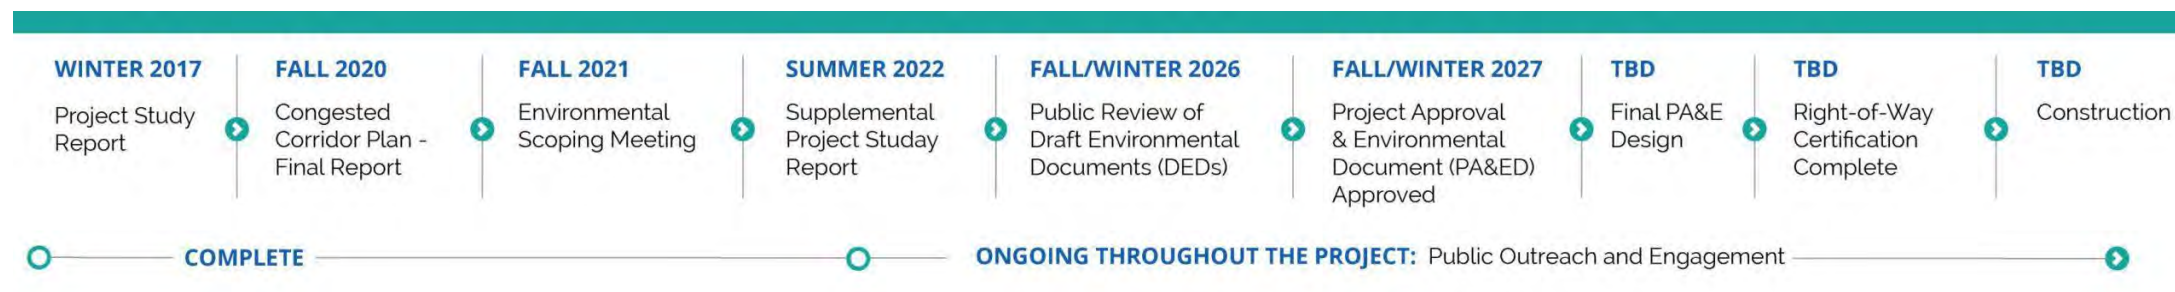 WINTER 2017
Project Study
Report
FALL 2020
Congested
Corridor Plan -
Final Report
FALL 2021
Environmental
Scoping Meeting
SUMMER 2022
Supplemental
Project Studay
Report
FALL/WINTER 2026
Public Review of
Draft Environmental
Documents (DEDs)
FALL/WINTER 2027
Project Approval
& Environmental
Document (PA&ED)
Approved
TBD
Final PA&E
Design
TBD
Right-of-Way
Certification
Complete
TBD
Construction
COMPLETE
ONGOING THROUGHOUT THE PROJECT: Public Outreach and Engagement